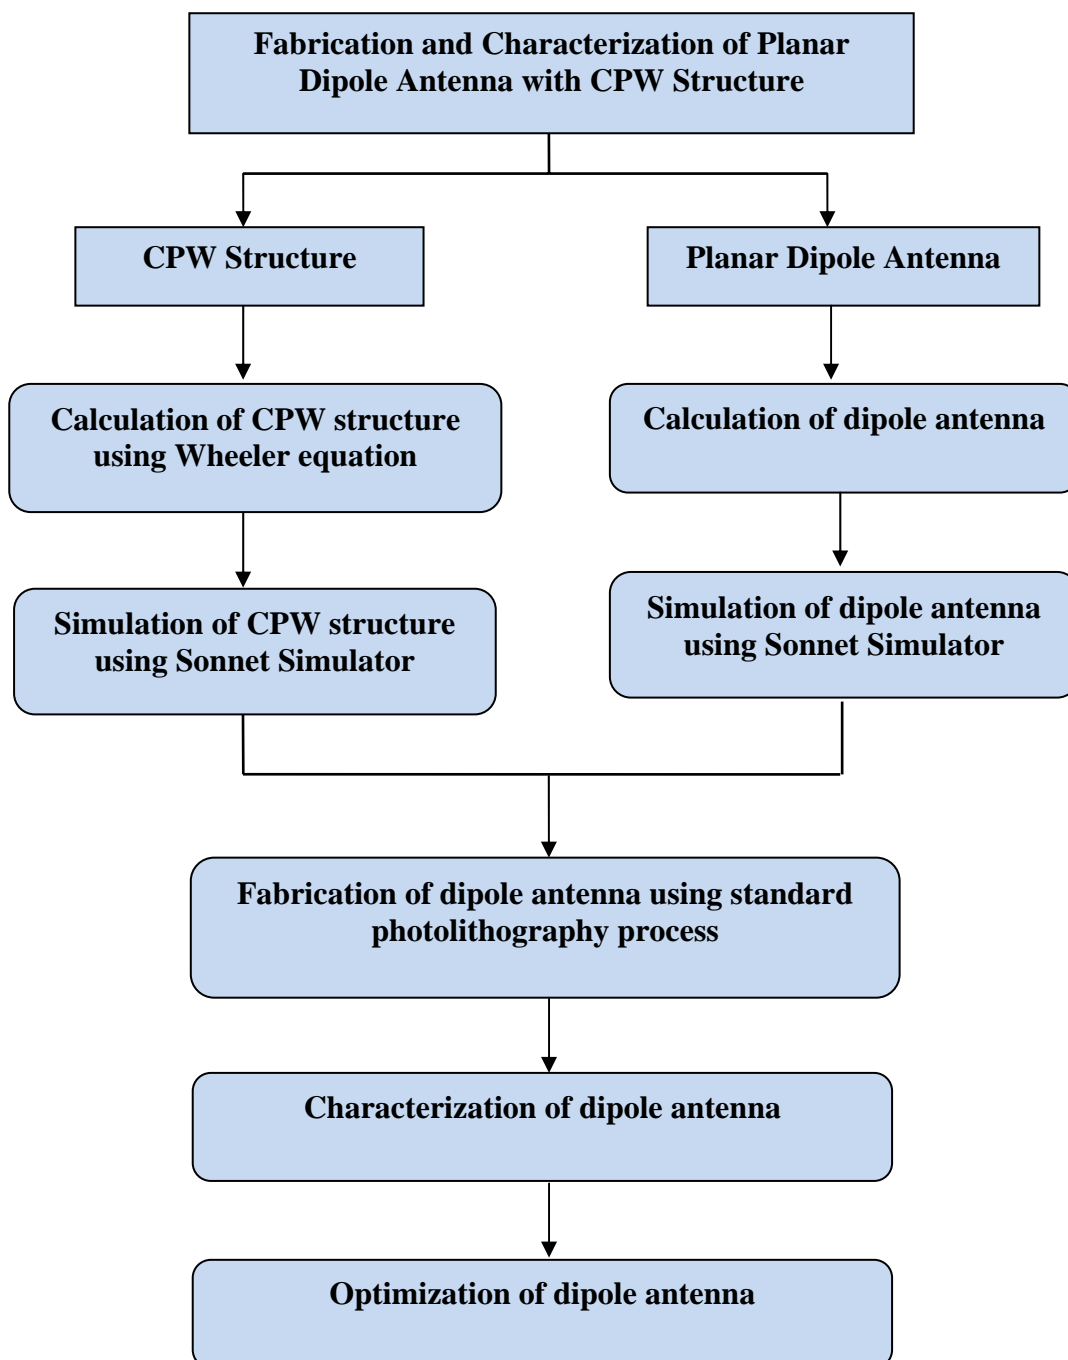 Fabrication and Characterization of Planar
Dipole Antenna with CPW Structure
CPW Structure
Planar Dipole Antenna
Calculation of CPW structure
using Wheeler equation
Calculation of dipole antenna
Simulation of CPW structure
using Sonnet Simulator
Simulation of dipole antenna
using Sonnet Simulator
Fabrication of dipole antenna using standard
photolithography process
Characterization of dipole antenna
Optimization of dipole antenna